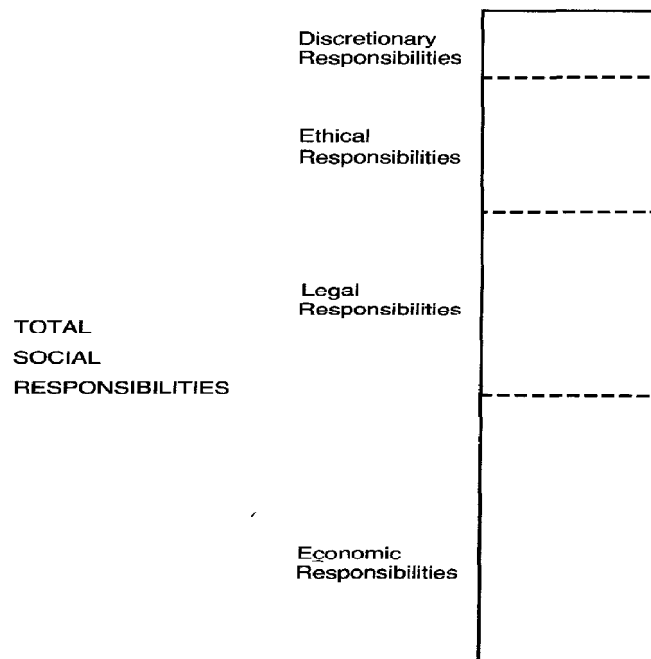 Discretionary
Responsibilities
Ethical
Responsibilities
Legal
Responsibilities
TOTAL
SOCIAL
RESPONSIBILITIES
Economic
Responsibilities